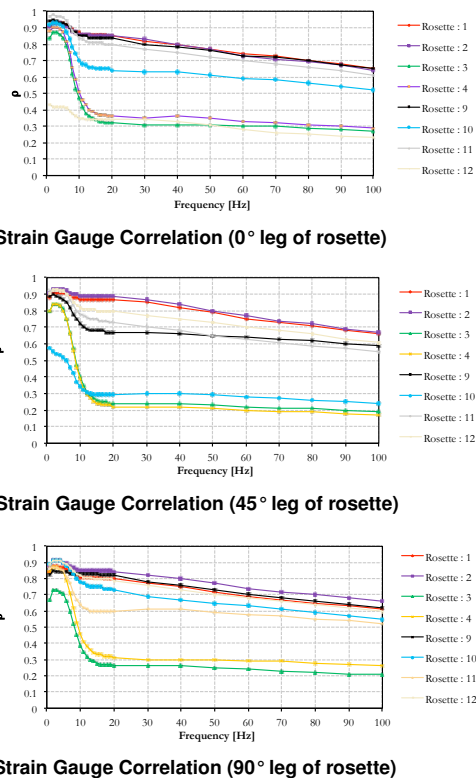 1
0.9
0.8
0.7
0.6
0.5
0.4
0.3
0.2
0.1
0
ρ
0 10 20 30 40 50 60 70 80 90 100
Frequency [Hz]
Rosette : 1
Rosette : 2
Rosette : 3
Rosette : 4
Rosette : 9
Rosette : 10
Rosette : 11
Rosette : 12
Strain Gauge Correlation (0° leg of rosette)
1
0.9
0.8
0.7
0.6
0.5
0.4
0.3
0.2
0.1
0
0 10 20 30 40 50 60 70 80 90 100
Frequency [Hz]
Rosette : 1
Rosette : 2
Rosette : 3
Rosette : 4
Rosette : 9
Rosette : 10
Rosette : 11
Rosette : 12
Strain Gauge Correlation (45° leg of rosette)
1
0.9
0.8
0.7
0.6
0.5
0.4
0.3
0.2
0.1
0
0 10 20 30 40 50 60 70 80 90 100
Frequency [Hz]
Rosette : 1
Rosette : 2
Rosette : 3
Rosette : 4
Rosette : 9
Rosette : 10
Rosette : 11
Rosette : 12
Strain Gauge Correlation (90° leg of rosette)